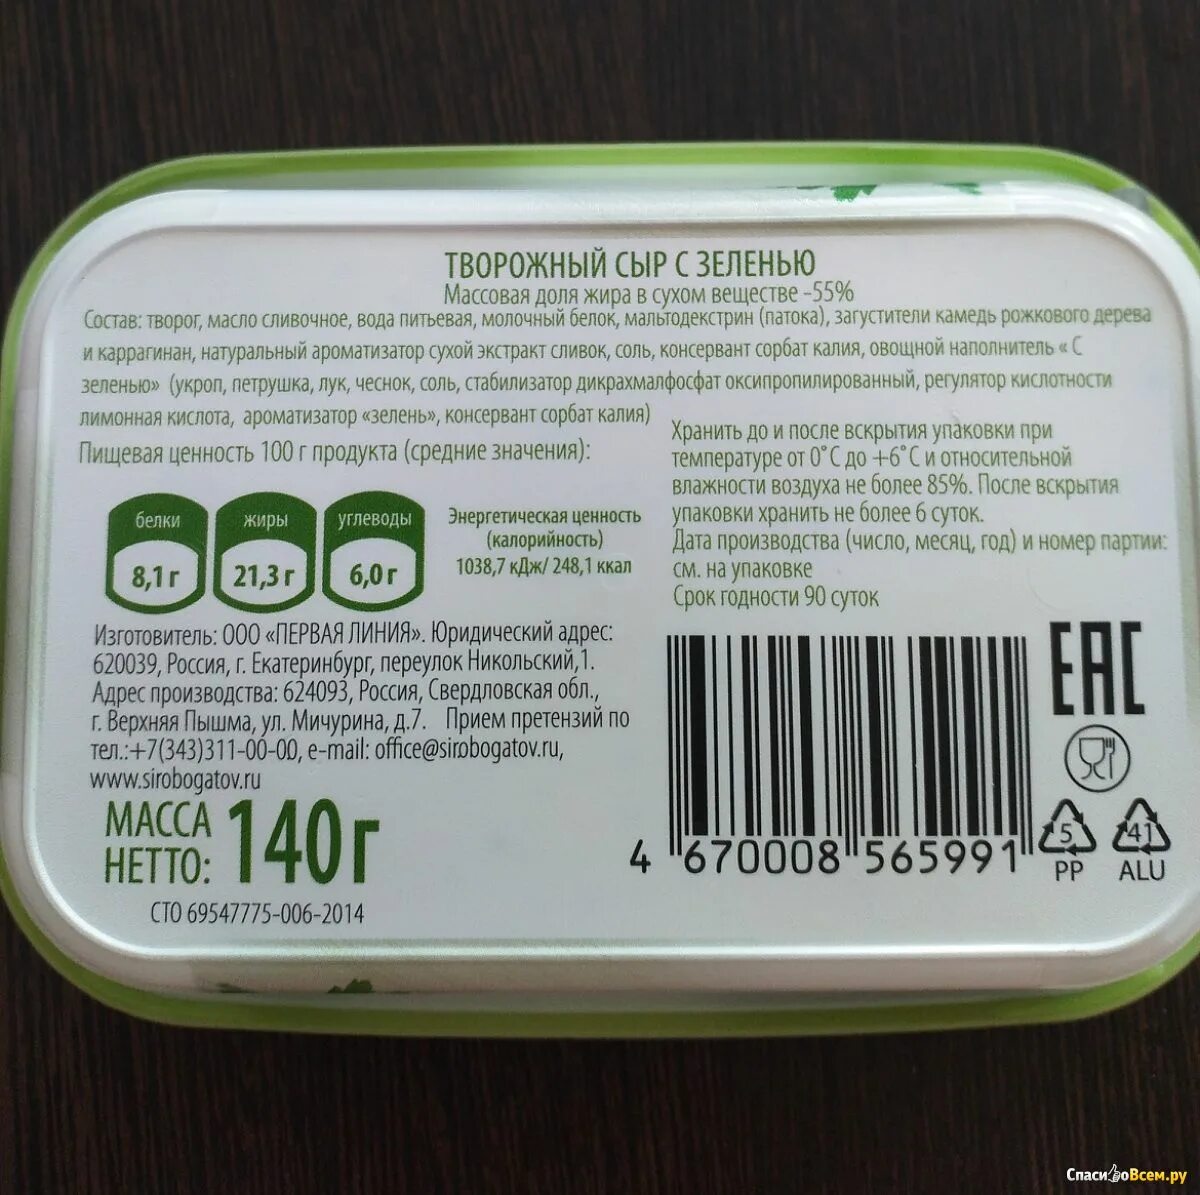 ТВОРОЖНЫЙ СЫР С ЗЕЛЕНЬЮ
Массовая доля жира в сухом веществе -55%
Состав: творог, масло сливочное, вода питьевая, молочный белок, мальтодекстрин (патока), загустители камедь рожкового дерева
и каррагинан, натуральный ароматизатор сухой экстракт сливок, соль, консервант сорбат калия, овощной наполнитель « С
зеленью» (укроп, петрушка, лук, чеснок, соль, стабилизатор дикрахмалфосфат оксипропилированный, регулятор кислотности
лимонная кислота, ароматизатор «зелень», консервант сорбат калия)
Пищевая ценность 100 г продукта (средние значения):
белки
8,1 г
жиры
21,3 г
углеводы
6,0 г
Энергетическая ценность
(калорийность)
1038,7 кДж/ 248,1 ккал
Хранить до и после вскрытия упаковки при
температуре от 0°С до +6°С и относительной
влажности воздуха не более 85%. После вскрытия
упаковки хранить не более 6 суток.
Дата производства (число, месяц, год) и номер партии:
см. на упаковке
Срок годности 90 суток
Изготовитель: ООО «ПЕРВАЯ ЛИНИЯ». Юридический адрес:
620039, Россия, г. Екатеринбург, переулок Никольский,1.
Адрес производства: 624093, Россия, Свердловская обл.,
г. Верхняя Пышма, ул. Мичурина, д.7. Прием претензий по
тел.:+7(343)311-00-00, e-mail: office@sirobogatov.ru,
www.sirobogatov.ru
МАССА
НЕТТО: 140 г
СТО 69547775-006-2014
4 670008 565991
ЕАС
5
PP
41
ALU
СпасибоВсем.ру